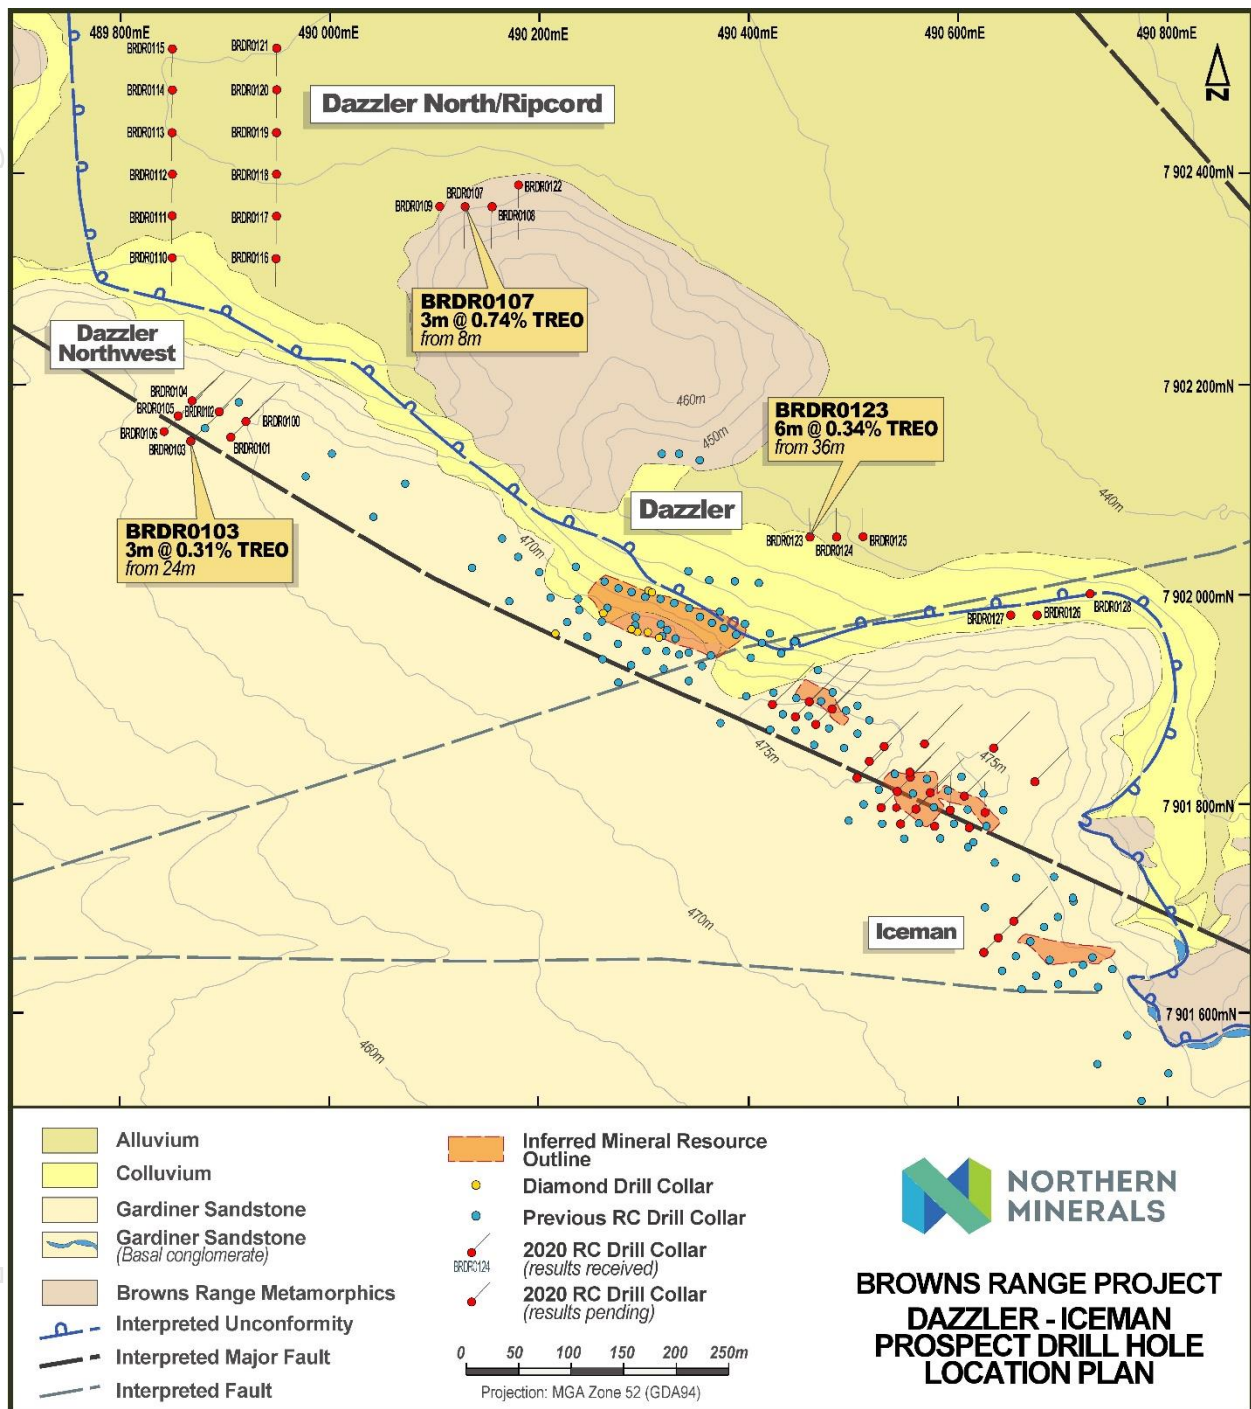 489 800mE
490 000mE
490 200mE
490 400mE
490 600mE
490 800mE
BRDR0115
BRDR0121
N
BRDR0114
BRDR0120
Dazzler North/Ripcord
BRDR0113
BRDR0119
BRDR0112
BRDR0118
7 902 400mN
BRDR0107
BRDR0122
BRDR0109
BRDR0108
BRDR0111
BRDR0117
BRDR0110
BRDR0116
BRDR0107
3m @ 0.74% TREO
from 8m
Dazzler
Northwest
7 902 200mN
460m
450m
BRDR0104
BRDR0105
BRDR0102
BRDR0100
BRDR0106
BRDR0103
BRDR0101
BRDR0123
6m @ 0.34% TREO
from 36m
440m
Dazzler
BRDR0103
3m @ 0.31% TREO
from 24m
470m
BRDR0123
BRDR0124
BRDR0125
7 902 000mN
BRDR0127
BRDR0126
BRDR0128
475m
475m
7 901 800mN
470m
Iceman
460m
7 901 600mN
Alluvium
Colluvium
Gardiner Sandstone
Gardiner Sandstone
(Basal conglomerate)
Browns Range Metamorphics
Interpreted Unconformity
Interpreted Major Fault
Interpreted Fault
Inferred Mineral Resource
Outline
Diamond Drill Collar
Previous RC Drill Collar
2020 RC Drill Collar
(results received)
BRDR0124
2020 RC Drill Collar
(results pending)
0 50 100 150 200 250m
Projection: MGA Zone 52 (GDA94)
NORTHERN
MINERALS
BROWNS RANGE PROJECT
DAZZLER - ICEMAN
PROSPECT DRILL HOLE
LOCATION PLAN